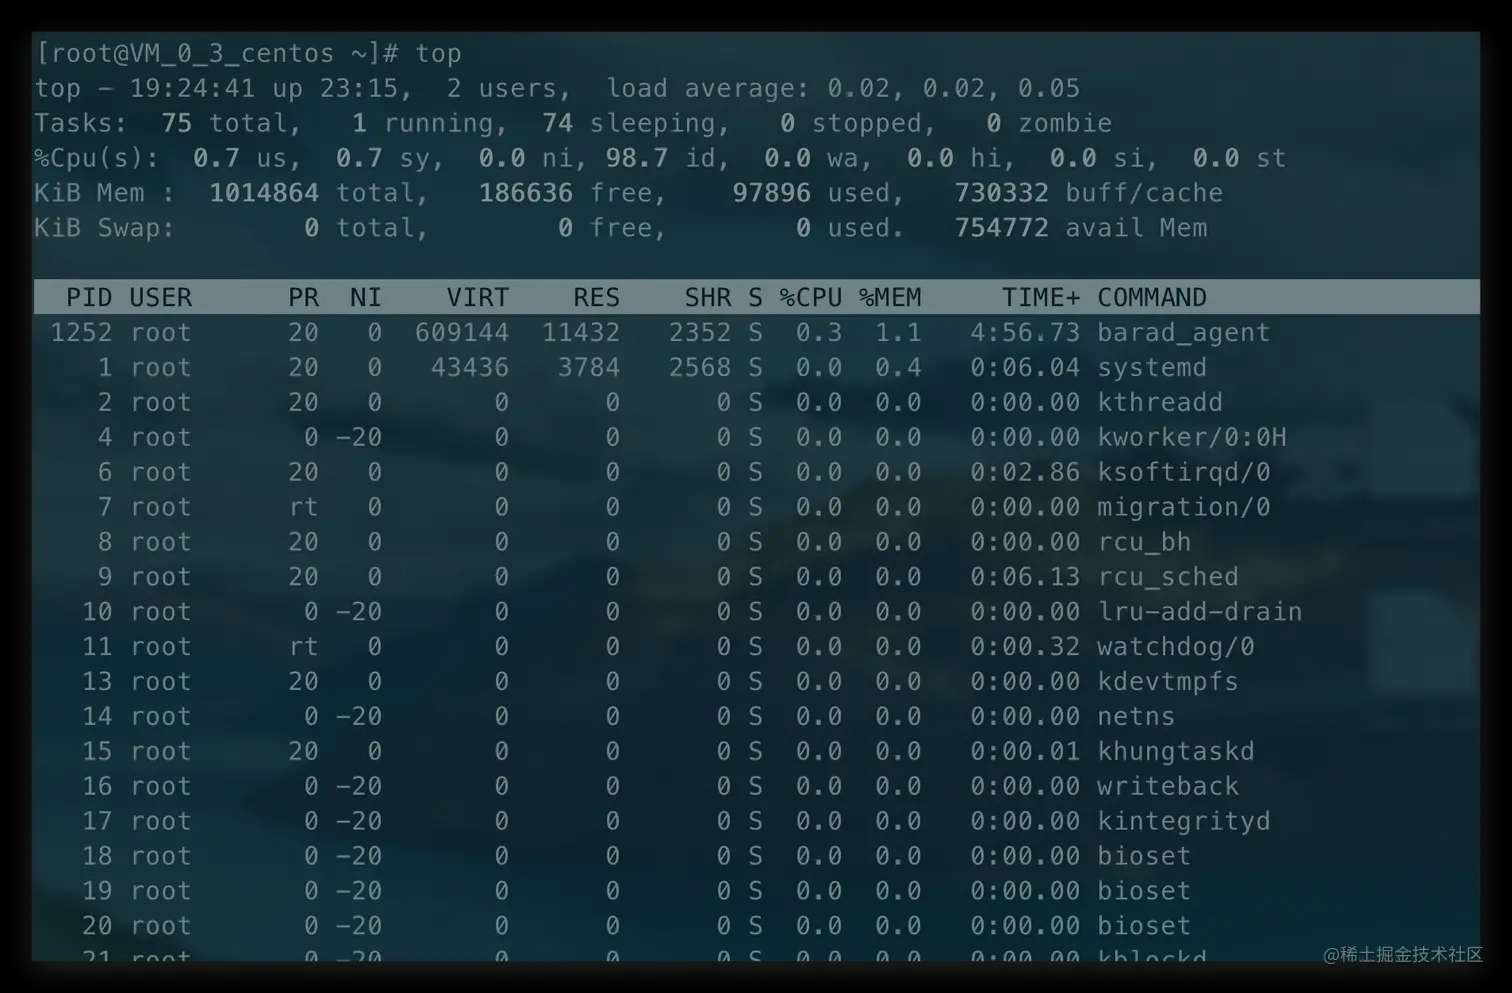 [root@VM_0_3_centos ~]# top
top - 19:24:41 up 23:15,  2 users,  load average: 0.02, 0.02, 0.05
Tasks:  75 total,   1 running,  74 sleeping,   0 stopped,   0 zombie
%Cpu(s):  0.7 us,  0.7 sy,  0.0 ni, 98.7 id,  0.0 wa,  0.0 hi,  0.0 si,  0.0 st
KiB Mem :  1014864 total,   186636 free,    97896 used,   730332 buff/cache
KiB Swap:        0 total,        0 free,        0 used.   754772 avail Mem
PID USER      PR  NI    VIRT    RES    SHR S %CPU %MEM     TIME+ COMMAND
1252 root      20   0  609144  11432   2352 S  0.3  1.1   4:56.73 barad_agent
1 root      20   0   43436   3784   2568 S  0.0  0.4   0:06.04 systemd
2 root      20   0       0      0      0 S  0.0  0.0   0:00.00 kthreadd
4 root       0 -20       0      0      0 S  0.0  0.0   0:00.00 kworker/0:0H
6 root      20   0       0      0      0 S  0.0  0.0   0:02.86 ksoftirqd/0
7 root      rt   0       0      0      0 S  0.0  0.0   0:00.00 migration/0
8 root      20   0       0      0      0 S  0.0  0.0   0:00.00 rcu_bh
9 root      20   0       0      0      0 S  0.0  0.0   0:06.13 rcu_sched
10 root       0 -20       0      0      0 S  0.0  0.0   0:00.00 lru-add-drain
11 root      rt   0       0      0      0 S  0.0  0.0   0:00.32 watchdog/0
13 root      20   0       0      0      0 S  0.0  0.0   0:00.00 kdevtmpfs
14 root       0 -20       0      0      0 S  0.0  0.0   0:00.00 netns
15 root      20   0       0      0      0 S  0.0  0.0   0:00.01 khungtaskd
16 root       0 -20       0      0      0 S  0.0  0.0   0:00.00 writeback
17 root       0 -20       0      0      0 S  0.0  0.0   0:00.00 kintegrityd
18 root       0 -20       0      0      0 S  0.0  0.0   0:00.00 bioset
19 root       0 -20       0      0      0 S  0.0  0.0   0:00.00 bioset
20 root       0 -20       0      0      0 S  0.0  0.0   0:00.00 bioset
21 root       0 -20       0      0      0 S  0.0  0.0   0:00.00 kblockd
@稀土掘金技术社区